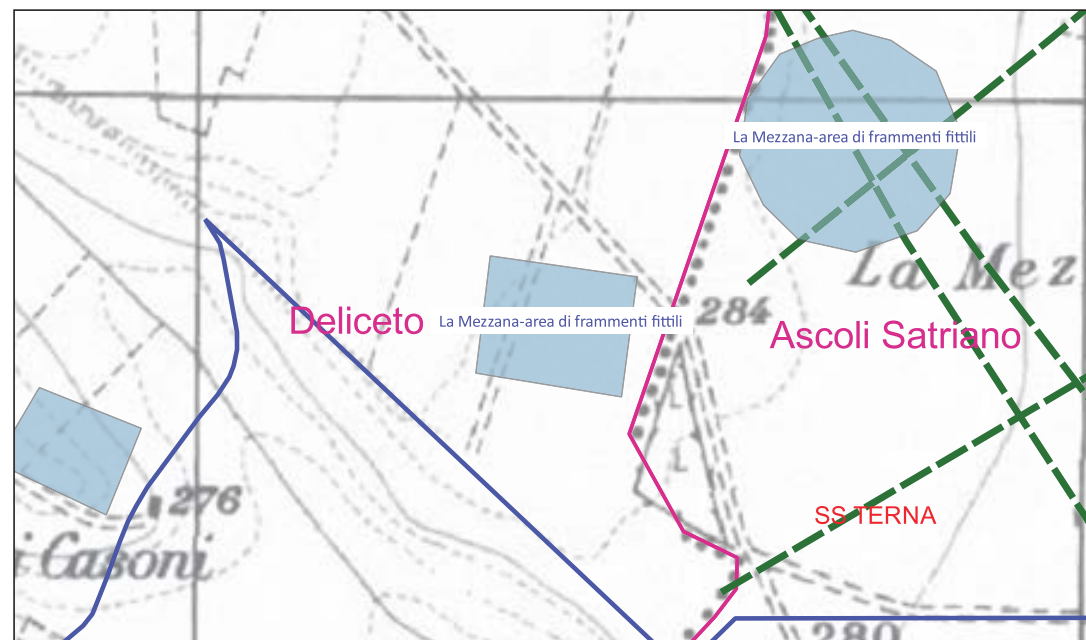 La Mezzana-area di frammenti fittili
La Mez
Deliceto
La Mezzana-area di frammenti fittili
284
Ascoli Satriano
276
SS TERNA
i Casoni
280